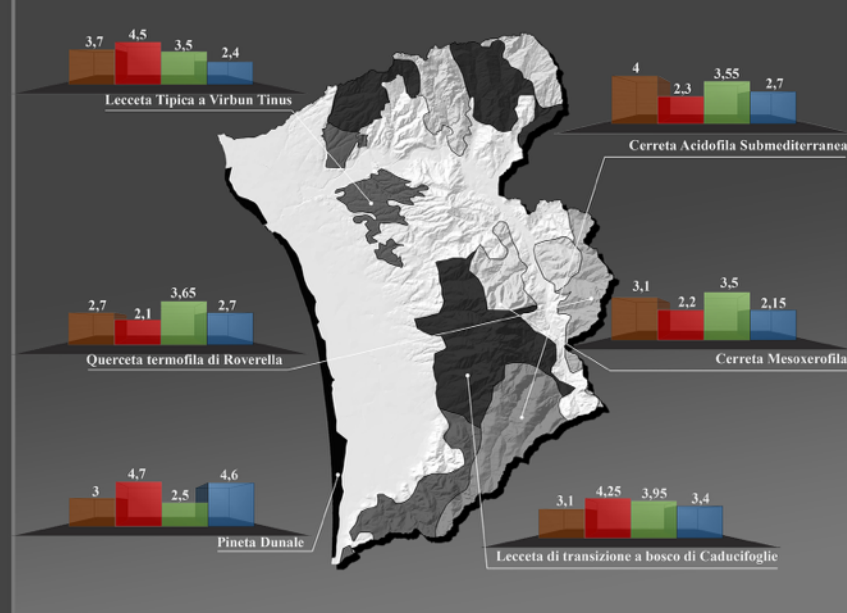 3,7 4,5 3,5 2,4
Lecceta Tipica a Virbun Tinus
4 2,3 3,55 2,7
Cerreta Acidofila Submediterranea
2,7 2,1 3,65 2,7
Querceta termofila di Roverella
3,1 2,2 3,5 2,15
Cerreta Mesoxerofila
3 4,7 2,5 4,6
Pineta Dunale
3,1 4,25 3,95 3,4
Lecceta di transizione a bosco di Caducifoglie